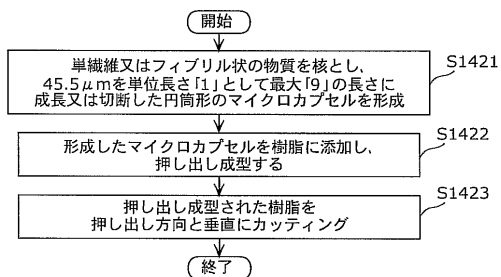 開始
単繊維又はフィブリル状の物質を核とし、
45.5μmを単位長さ「1」として最大「9」の長さに
成長又は切断した円筒形のマイクロカプセルを形成
S1421
形成したマイクロカプセルを樹脂に添加し、
押し出し成型する
S1422
押し出し成型された樹脂を
押し出し方向と垂直にカッティング
S1423
終了